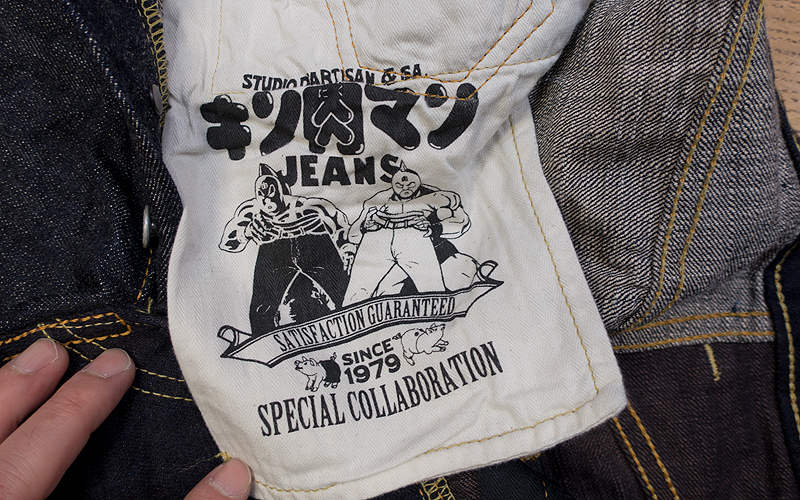 STUDIO D'ARTISAN & SA
キン肉マン
JEANS
SATISFACTION GUARANTEED
SINCE
1979
SPECIAL COLLABORATION